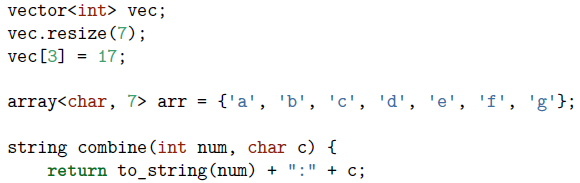 vector<int> vec;
vec.resize(7);
vec[3] = 17;
array<char, 7> arr = {'a', 'b', 'c', 'd', 'e', 'f', 'g'};
string combine(int num, char c) {
    return to_string(num) + ":" + c;